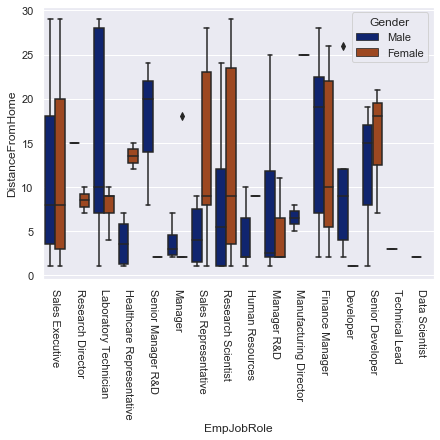 Gender
Male
Female
30
25
20
15
10
5
0
DistanceFromHome
Sales Executive
Research Director
Laboratory Technician
Healthcare Representative
Senior Manager R&D
Manager
Sales Representative
Research Scientist
Human Resources
Manager R&D
Manufacturing Director
Finance Manager
Developer
Senior Developer
Technical Lead
Data Scientist
EmpJobRole